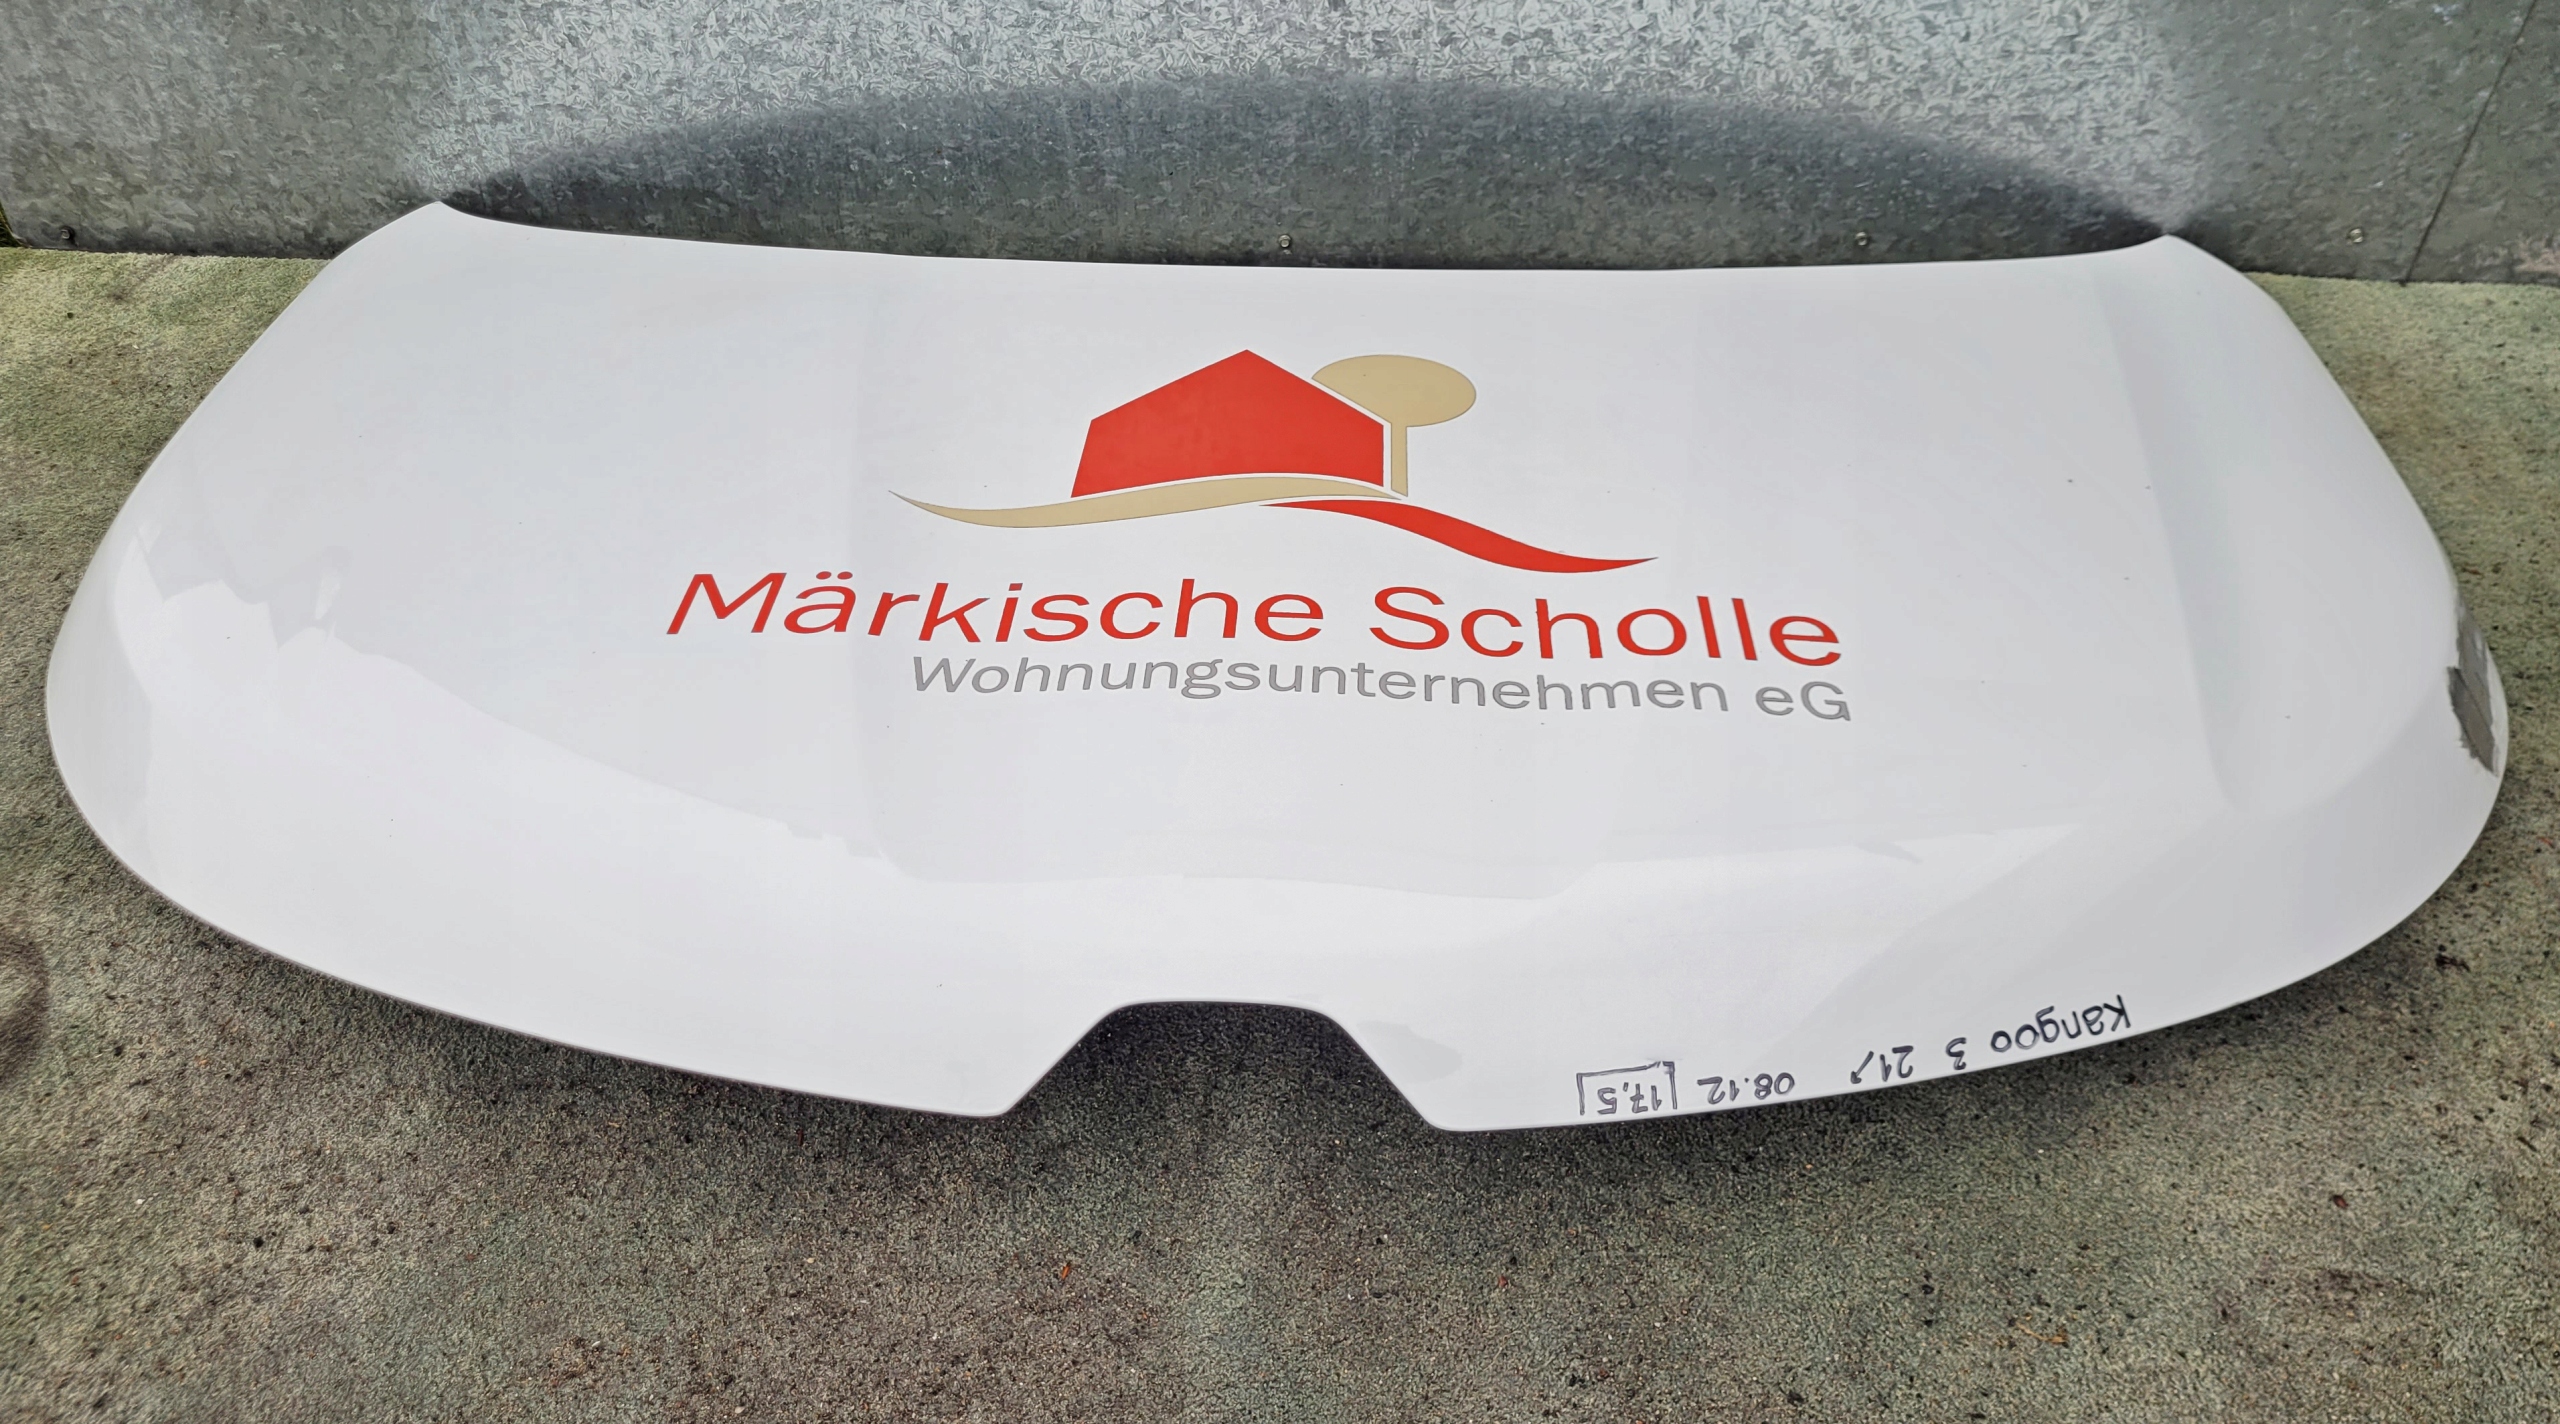 Märkische Scholle
Wohnungsunternehmen eG
Kangoo 3 21↗ 08.12 17,5